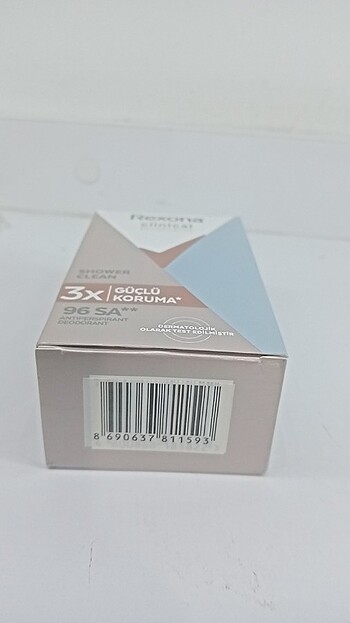 Rexona
clinical
SHOWER
CLEAN
3x GÜÇLÜ
KORUMA*
96 SA**
ANTIPERSPIRANT
DEODORANT
DERMATOLOJİK
OLARAK TEST EDİLMİŞTİR
8 690637 811593